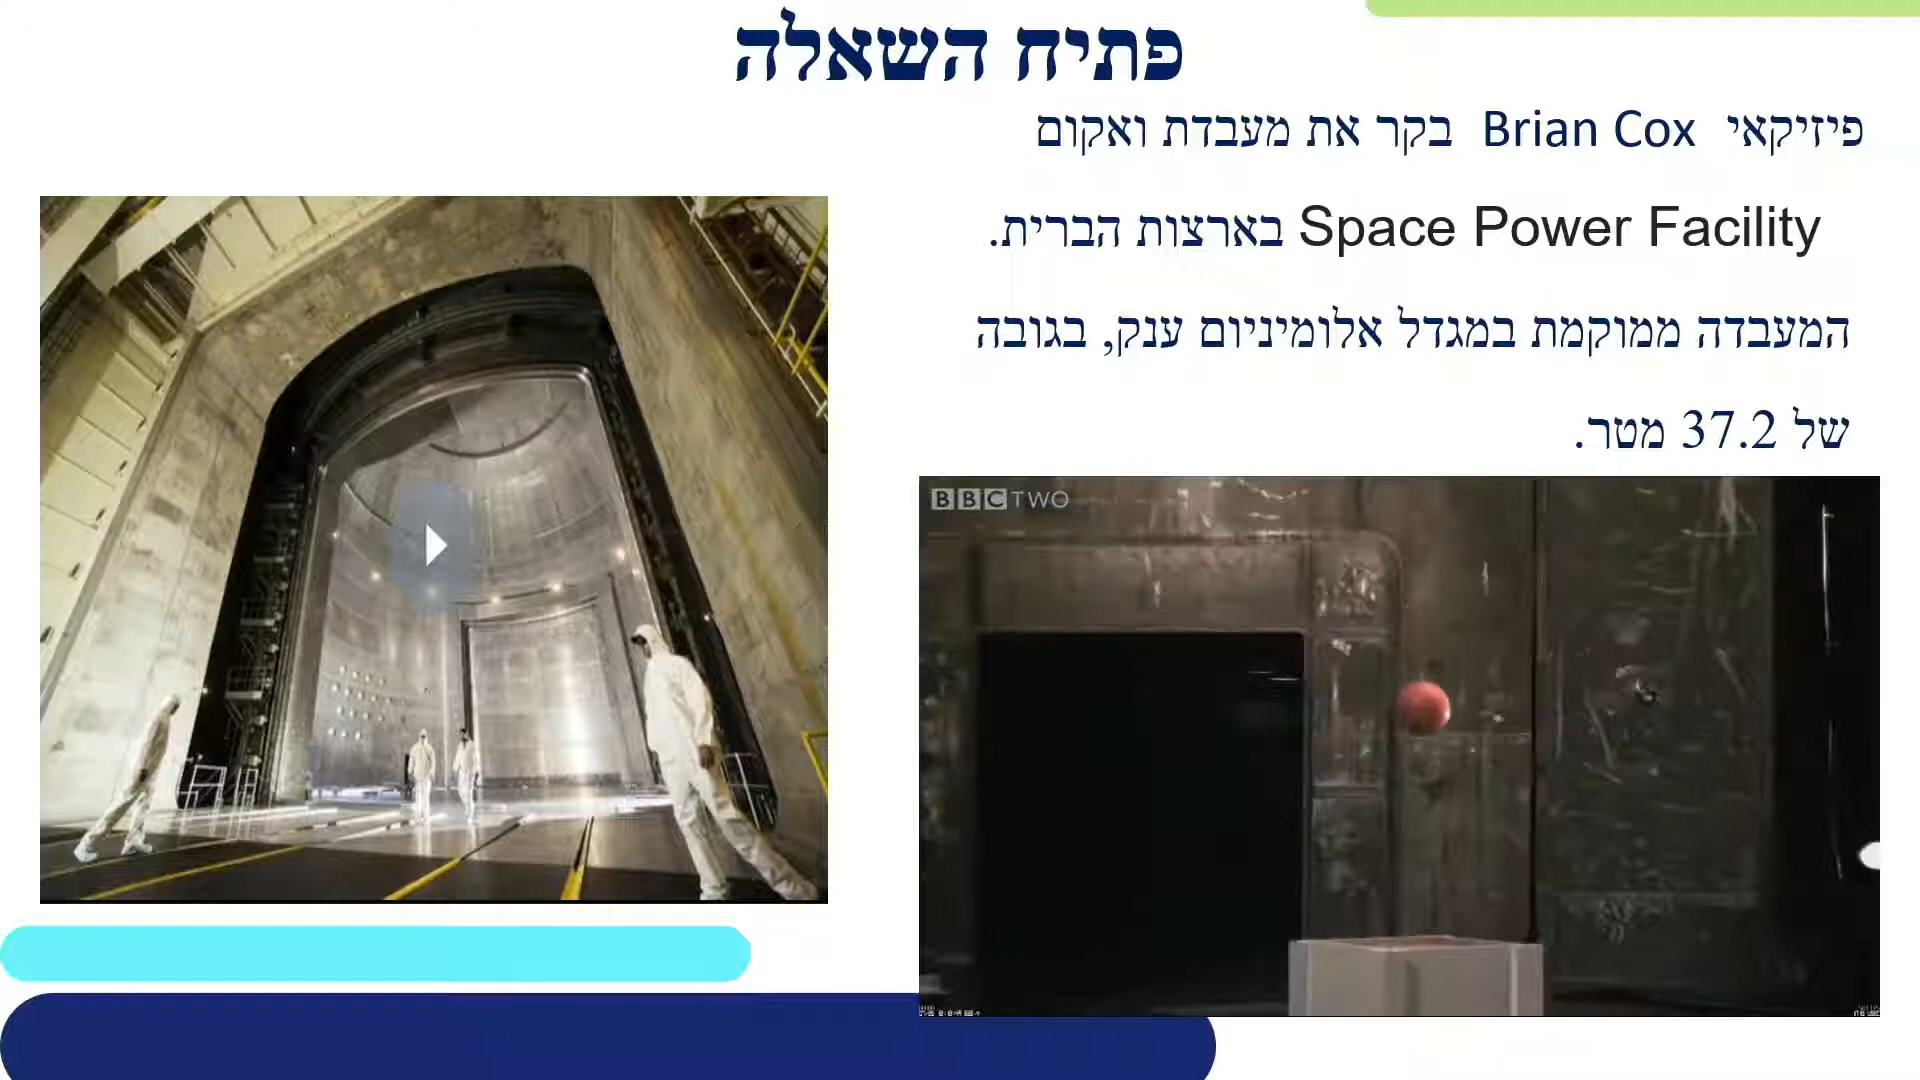 פתיח השאלה
פיזיקאי Brian Cox בקר את מעבדת ואקום
Space Power Facility בארצות הברית.
המעבדה ממוקמת במגדל אלומיניום ענק, בגובה
של 37.2 מטר.
BBC TWO